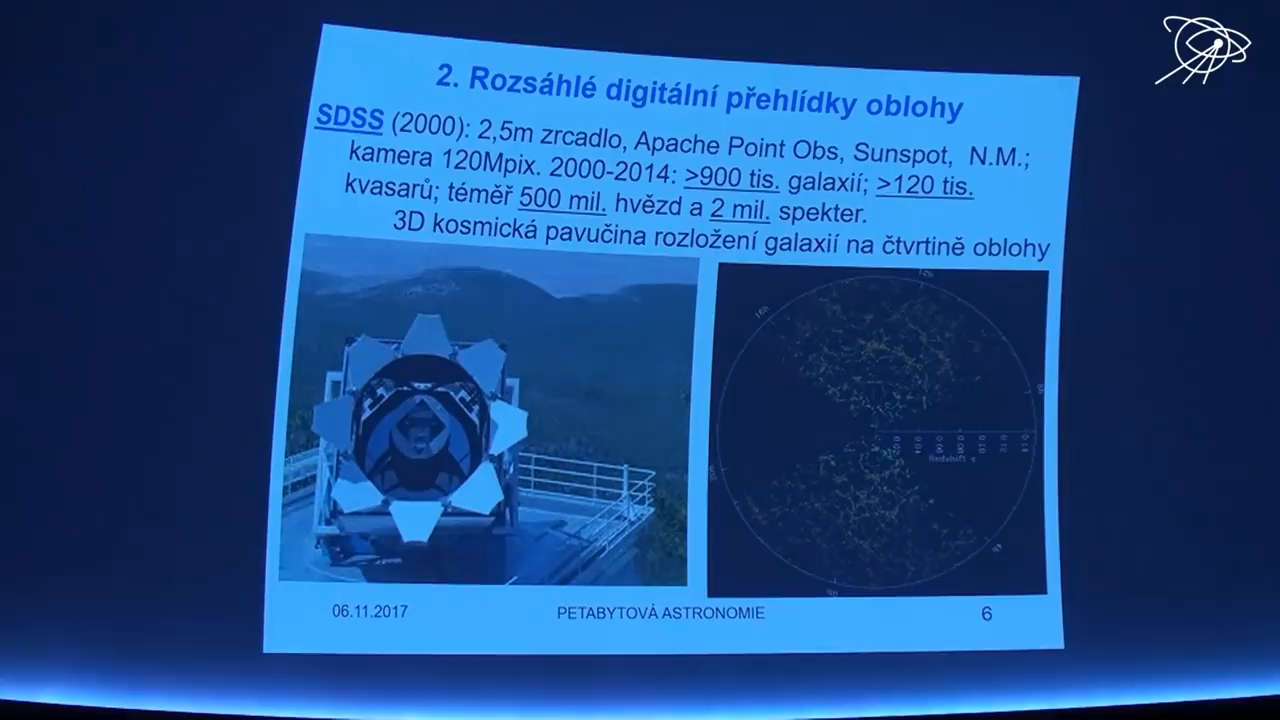 2. Rozsáhlé digitální přehlídky oblohy
SDSS (2000): 2,5m zrcadlo, Apache Point Obs, Sunspot, N.M.;
kamera 120Mpix. 2000-2014: >900 tis. galaxií; >120 tis.
kvasarů; téměř 500 mil. hvězd a 2 mil. spekter.
3D kosmická pavučina rozložení galaxií na čtvrtině oblohy
Redshift z
06.11.2017
PETABYTOVÁ ASTRONOMIE
6